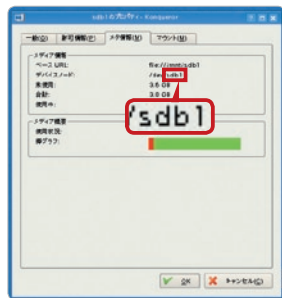 sdb1のプロパティ - Konqueror
一般(G) 許可情報(P) メタ情報(M) マウント(M)
メディア情報
ベース URL: file:///mnt/sdb1
デバイスノード: /dev/sdb1
未使用: 3.6 GB
合計: 3.8 GB
使用中:
/sdb1
メディア概要
使用状況:
棒グラフ:
OK キャンセル(C)